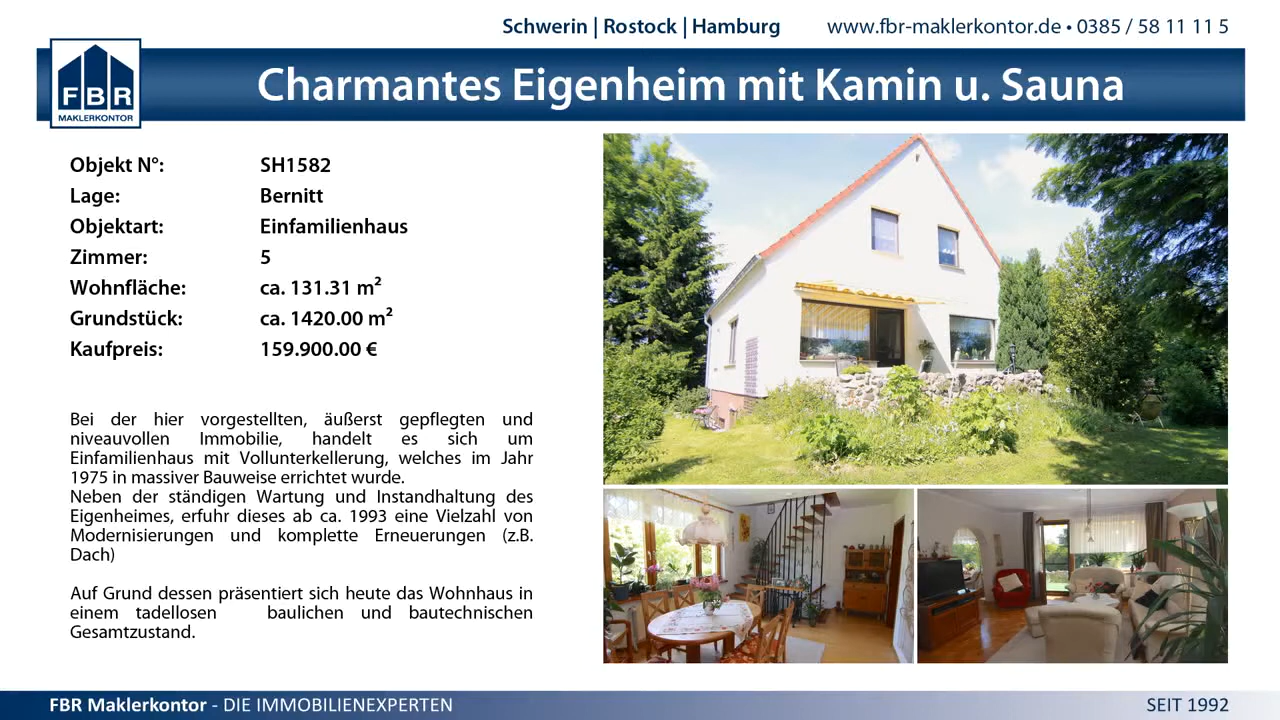 Schwerin | Rostock | Hamburg www.fbr-maklerkontor.de • 0385 / 58 11 11 5
FBR
MAKLERKONTOR
Charmantes Eigenheim mit Kamin u. Sauna
Objekt N°: SH1582
Lage: Bernitt
Objektart: Einfamilienhaus
Zimmer: 5
Wohnfläche: ca. 131.31 m²
Grundstück: ca. 1420.00 m²
Kaufpreis: 159.900.00 €
Bei der hier vorgestellten, äußerst gepflegten und
niveauvollen Immobilie, handelt es sich um
Einfamilienhaus mit Vollunterkellerung, welches im Jahr
1975 in massiver Bauweise errichtet wurde.
Neben der ständigen Wartung und Instandhaltung des
Eigenheimes, erfuhr dieses ab ca. 1993 eine Vielzahl von
Modernisierungen und komplette Erneuerungen (z.B.
Dach)
Auf Grund dessen präsentiert sich heute das Wohnhaus in
einem tadellosen baulichen und bautechnischen
Gesamtzustand.
FBR Maklerkontor - DIE IMMOBILIENEXPERTEN SEIT 1992